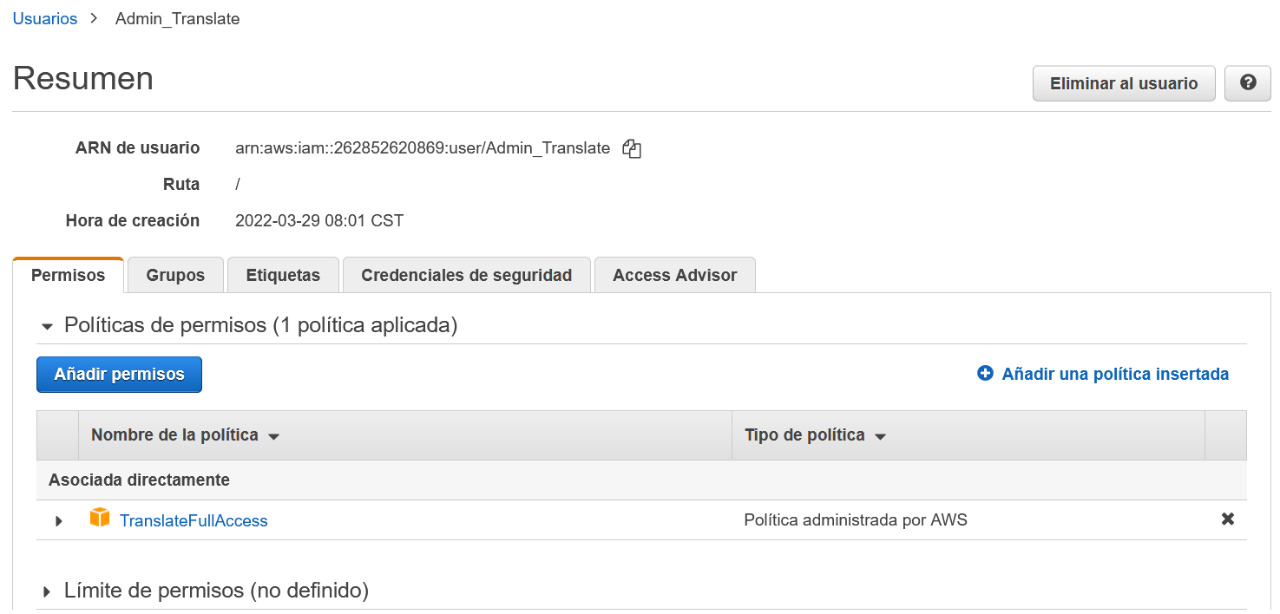 Usuarios > Admin_Translate
Resumen
Eliminar al usuario
ARN de usuario arn:aws:iam::262852620869:user/Admin_Translate
Ruta /
Hora de creación 2022-03-29 08:01 CST
Permisos Grupos Etiquetas Credenciales de seguridad Access Advisor
Políticas de permisos (1 política aplicada)
Añadir permisos Añadir una política insertada
Nombre de la política Tipo de política
Asociada directamente
TranslateFullAccess Política administrada por AWS
Límite de permisos (no definido)